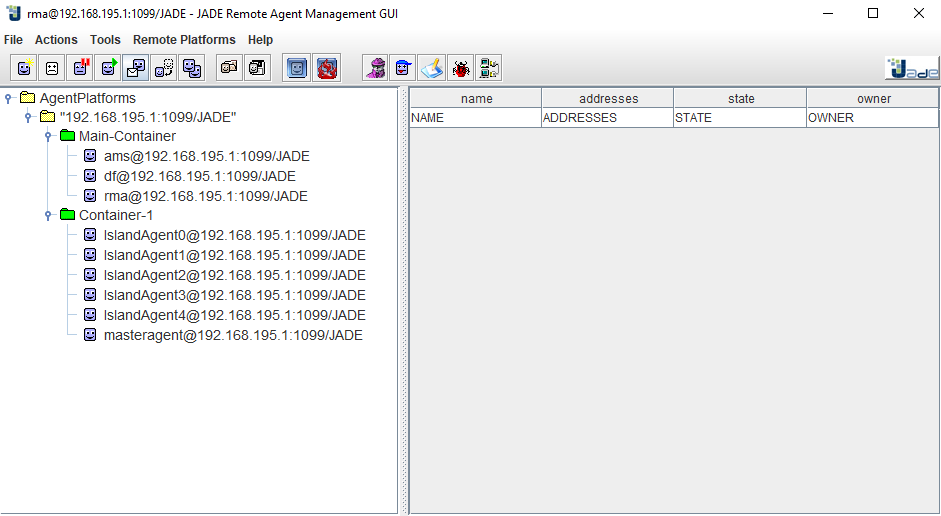 rma@192.168.195.1:1099/JADE - JADE Remote Agent Management GUI
File Actions Tools Remote Platforms Help
Jade
AgentPlatforms
"192.168.195.1:1099/JADE"
Main-Container
ams@192.168.195.1:1099/JADE
df@192.168.195.1:1099/JADE
rma@192.168.195.1:1099/JADE
Container-1
IslandAgent0@192.168.195.1:1099/JADE
IslandAgent1@192.168.195.1:1099/JADE
IslandAgent2@192.168.195.1:1099/JADE
IslandAgent3@192.168.195.1:1099/JADE
IslandAgent4@192.168.195.1:1099/JADE
masteragent@192.168.195.1:1099/JADE
name addresses state owner
NAME ADDRESSES STATE OWNER